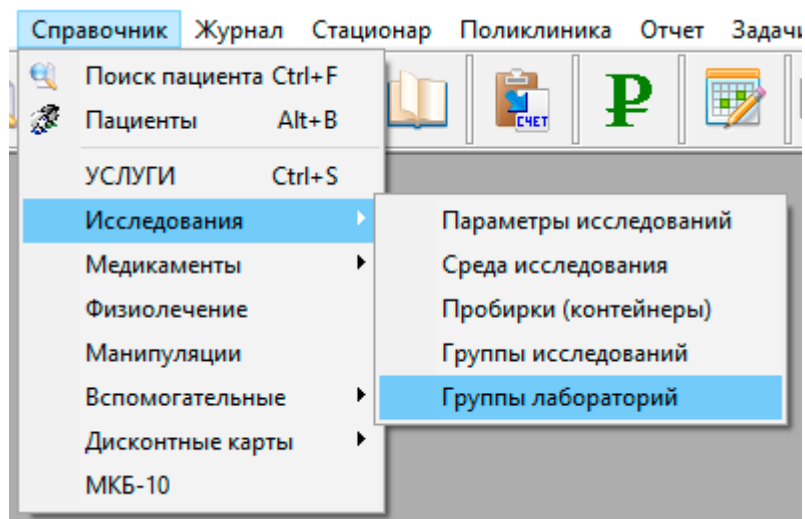 Справочник Журнал Стационар Поликлиника Отчет Задачи
Поиск пациента Ctrl+F
Пациенты Alt+B
СЧЕТ
УСЛУГИ Ctrl+S
Исследования
Медикаменты
Физиолечение
Манипуляции
Вспомогательные
Дисконтные карты
МКБ-10
Параметры исследований
Среда исследования
Пробирки (контейнеры)
Группы исследований
Группы лабораторий